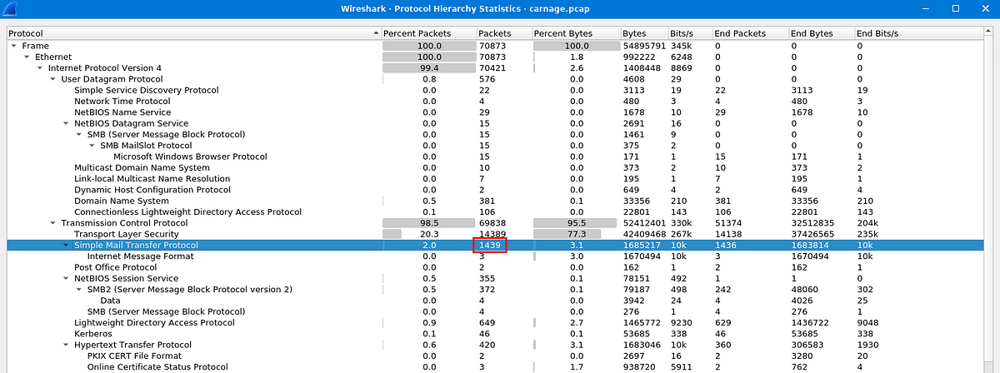 Wireshark · Protocol Hierarchy Statistics · carnage.pcap
Protocol Percent Packets Packets Percent Bytes Bytes Bits/s End Packets End Bytes End Bits/s
Frame 100.0 70873 100.0 54895791 345k 0 0 0
Ethernet 100.0 70873 1.8 992222 6248 0 0 0
Internet Protocol Version 4 99.4 70421 2.6 1408448 8869 0 0 0
User Datagram Protocol 0.8 576 0.0 4608 29 0 0 0
Simple Service Discovery Protocol 0.0 22 0.0 3113 19 22 3113 19
Network Time Protocol 0.0 4 0.0 480 3 4 480 3
NetBIOS Name Service 0.0 29 0.0 1678 10 29 1678 10
NetBIOS Datagram Service 0.0 15 0.0 2691 16 0 0 0
SMB (Server Message Block Protocol) 0.0 15 0.0 1461 9 0 0 0
SMB MailSlot Protocol 0.0 15 0.0 375 2 0 0 0
Microsoft Windows Browser Protocol 0.0 15 0.0 171 1 15 171 1
Multicast Domain Name System 0.0 10 0.0 373 2 10 373 2
Link-local Multicast Name Resolution 0.0 7 0.0 195 1 7 195 1
Dynamic Host Configuration Protocol 0.0 2 0.0 649 4 2 649 4
Domain Name System 0.5 381 0.1 33356 210 381 33356 210
Connectionless Lightweight Directory Access Protocol 0.1 106 0.0 22801 143 106 22801 143
Transmission Control Protocol 98.5 69838 95.5 52412401 330k 51374 32512835 204k
Transport Layer Security 20.3 14389 77.3 42409468 267k 14138 37426565 235k
Simple Mail Transfer Protocol 2.0 1439 3.1 1685217 10k 1436 1683814 10k
Internet Message Format 0.0 3 3.0 1670494 10k 3 1670494 10k
Post Office Protocol 0.0 2 0.0 162 1 2 162 1
NetBIOS Session Service 0.5 355 0.1 78151 492 1 1 0
SMB2 (Server Message Block Protocol version 2) 0.5 372 0.1 79187 498 242 48060 302
Data 0.0 4 0.0 3942 24 4 4026 25
SMB (Server Message Block Protocol) 0.0 4 0.0 276 1 4 276 1
Lightweight Directory Access Protocol 0.9 649 2.7 1465772 9230 629 1436722 9048
Kerberos 0.1 46 0.1 53685 338 46 53685 338
Hypertext Transfer Protocol 0.6 420 3.1 1683046 10k 360 306583 1930
PKIX CERT File Format 0.0 2 0.0 2697 16 2 3280 20
Online Certificate Status Protocol 0.0 3 1.7 938720 5911 2 762 4